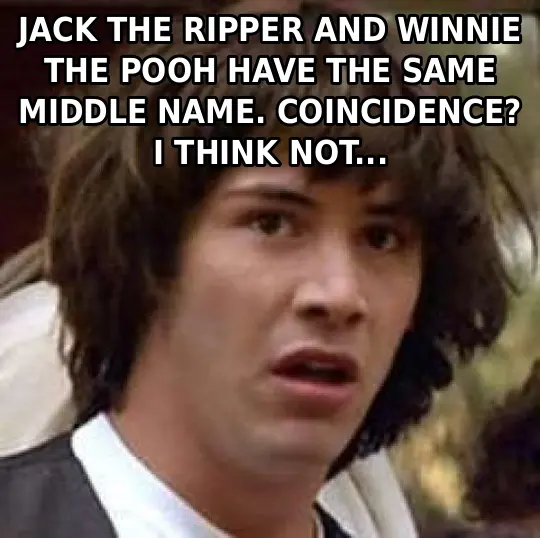 JACK THE RIPPER AND WINNIE
THE POOH HAVE THE SAME
MIDDLE NAME. COINCIDENCE?
I THINK NOT...